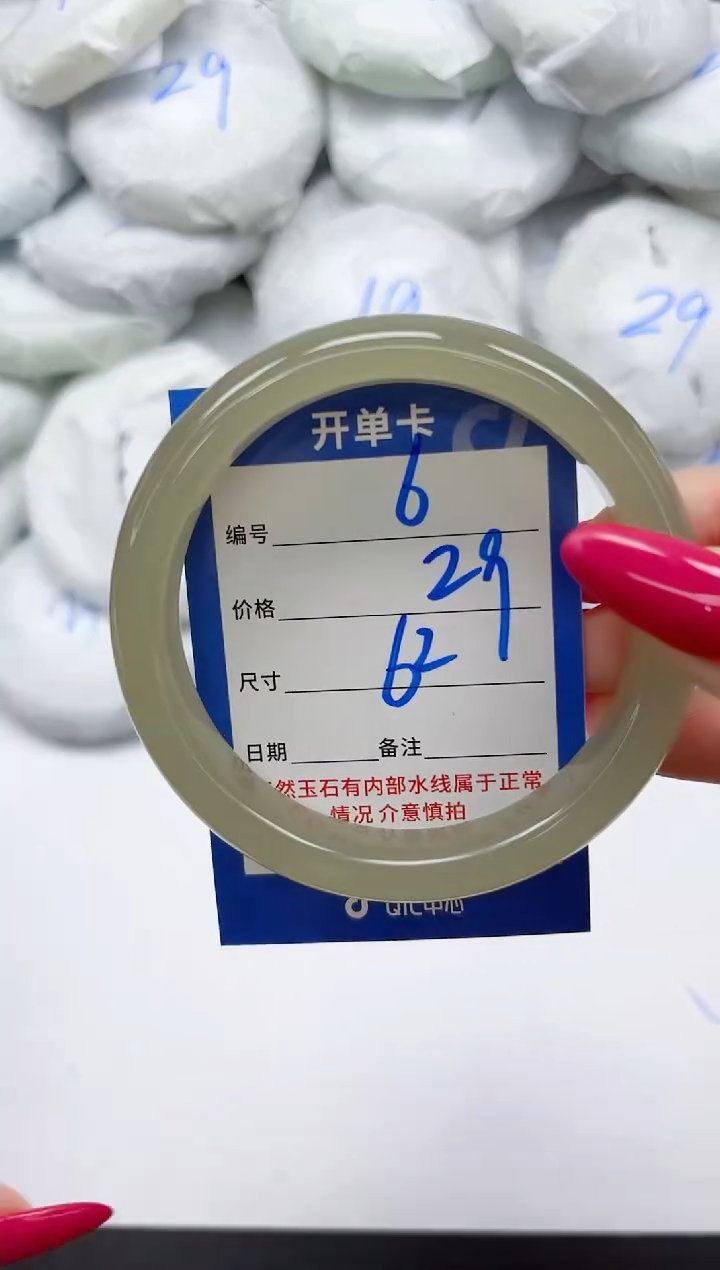 29
19
29
开单卡
编号 6
价格 29
尺寸 62
日期 备注
然玉石有内部水线属于正常
情况 介意慎拍
QIC中心